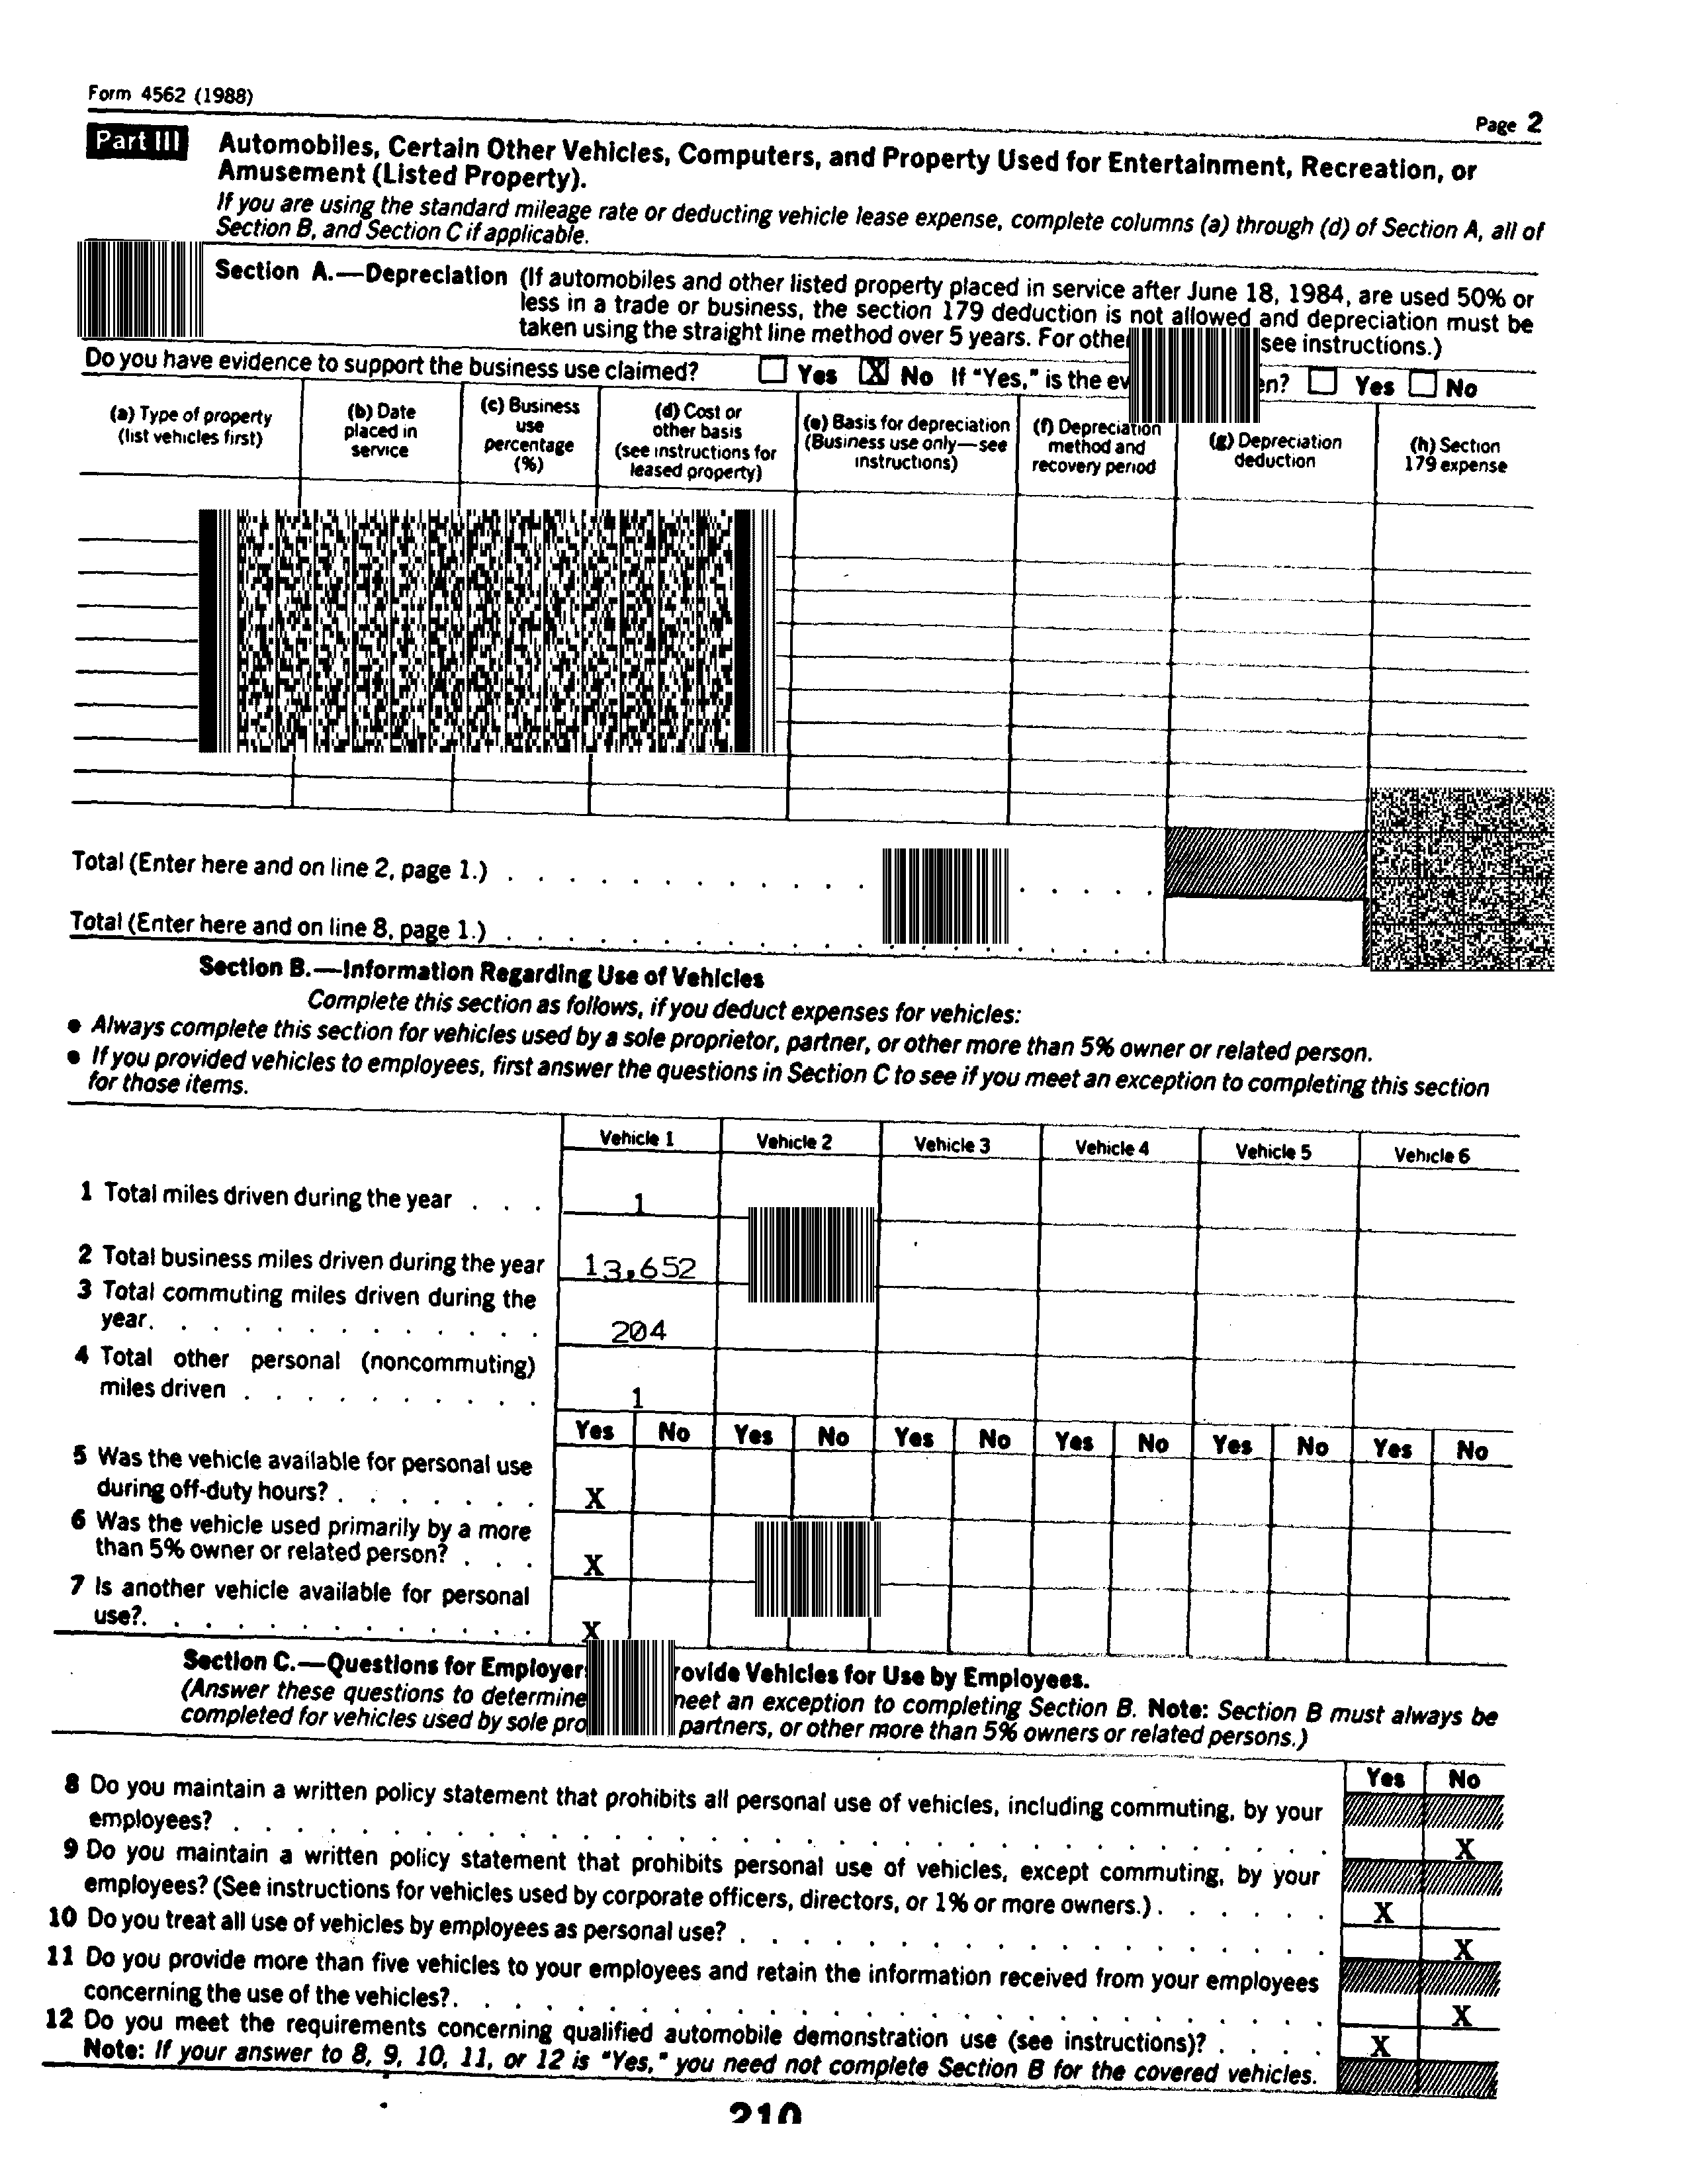 Form 4562 (1988)
Page 2
Part III Automobiles, Certain Other Vehicles, Computers, and Property Used for Entertainment, Recreation, or
Amusement (Listed Property).
If you are using the standard mileage rate or deducting vehicle lease expense, complete columns (a) through (d) of Section A, all of
Section B, and Section C if applicable.
Section A.—Depreciation (If automobiles and other listed property placed in service after June 18, 1984, are used 50% or
less in a trade or business, the section 179 deduction is not allowed and depreciation must be
taken using the straight line method over 5 years. For other see instructions.)
Do you have evidence to support the business use claimed? Yes X No If "Yes," is the Yes No
(a) Type of property
(list vehicles first)
(b) Date
placed in
service
(c) Business
use
percentage
(%)
(d) Cost or
other basis
(see instructions for
leased property)
(e) Basis for depreciation
(Business use only—see
instructions)
(f) Depreciation
method and
recovery period
(g) Depreciation
deduction
(h) Section
179 expense
Total (Enter here and on line 2, page 1.) . . . . . . . . . . . . . . . . .
Total (Enter here and on line 8, page 1.) . . . . . . . . . . . . . . . . . . .
Section B.—Information Regarding Use of Vehicles
Complete this section as follows, if you deduct expenses for vehicles:
● Always complete this section for vehicles used by a sole proprietor, partner, or other more than 5% owner or related person.
● If you provided vehicles to employees, first answer the questions in Section C to see if you meet an exception to completing this section
for those items.
Vehicle 1 Vehicle 2 Vehicle 3 Vehicle 4 Vehicle 5 Vehicle 6
1 Total miles driven during the year . . . 1
2 Total business miles driven during the year 13,652
3 Total commuting miles driven during the
year. . . . . . . . . . . . . . 204
4 Total other personal (noncommuting)
miles driven . . . . . . . . . . 1
Yes No Yes No Yes No Yes No Yes No Yes No
5 Was the vehicle available for personal use
during off-duty hours? . . . . . . . X
6 Was the vehicle used primarily by a more
than 5% owner or related person? . . . X
7 Is another vehicle available for personal
use?. . . . . . . . . . . . . X
Section C.—Questions for Employer Provide Vehicles for Use by Employees.
(Answer these questions to determine meet an exception to completing Section B. Note: Section B must always be
completed for vehicles used by sole partners, or other more than 5% owners or related persons.)
Yes No
8 Do you maintain a written policy statement that prohibits all personal use of vehicles, including commuting, by your
employees? . . . . . . . . . . . . . . . . . . . . . . . . . . . . . . . . . . X
9 Do you maintain a written policy statement that prohibits personal use of vehicles, except commuting, by your
employees? (See instructions for vehicles used by corporate officers, directors, or 1% or more owners.) . . . . . . X
10 Do you treat all use of vehicles by employees as personal use? . . . . . . . . . . . . . . . . . . . X
11 Do you provide more than five vehicles to your employees and retain the information received from your employees
concerning the use of the vehicles?. . . . . . . . . . . . . . . . . . . . . . . . . . . . X
12 Do you meet the requirements concerning qualified automobile demonstration use (see instructions)? . . . . X
Note: If your answer to 8, 9, 10, 11, or 12 is "Yes," you need not complete Section B for the covered vehicles.
210